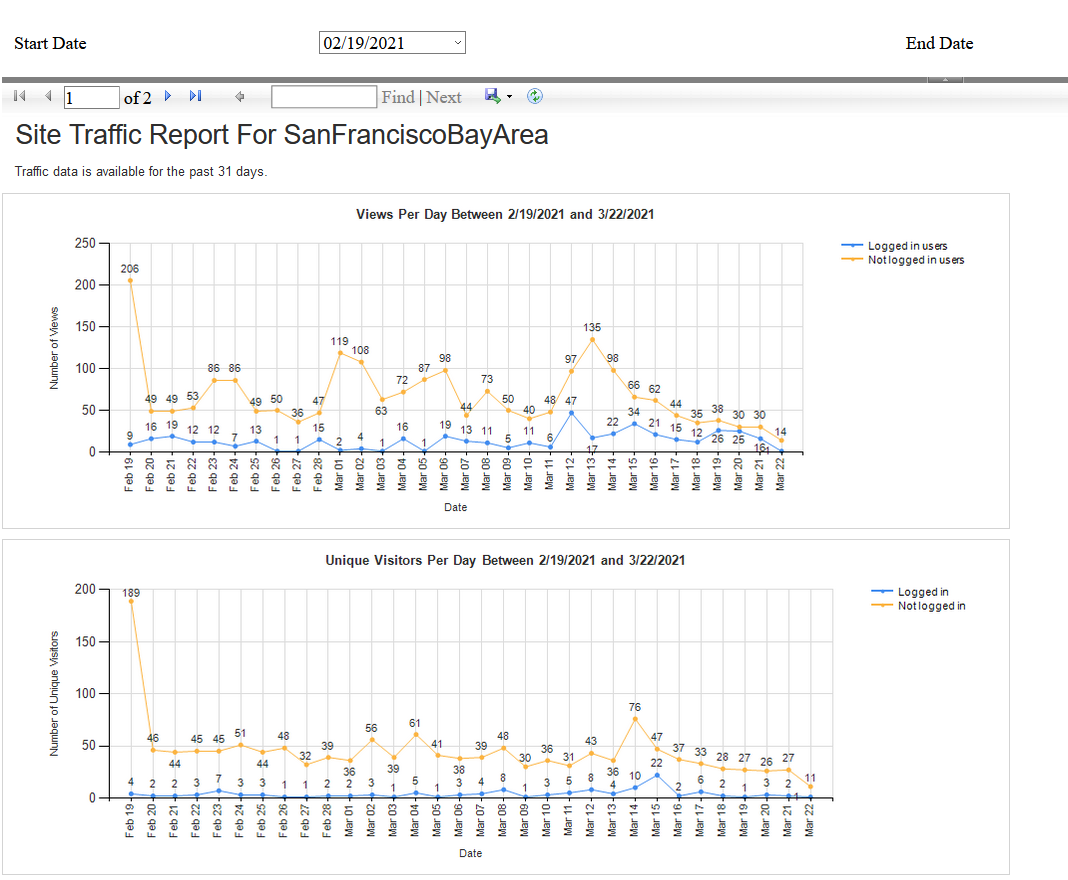 Start Date 02/19/2021 End Date
1 of 2 Find | Next
Site Traffic Report For SanFranciscoBayArea
Traffic data is available for the past 31 days.
Views Per Day Between 2/19/2021 and 3/22/2021
Logged in users
Not logged in users
Number of Views
250
200
150
100
50
0
206 49 49 53 86 86 49 50 36 47 119 108 63 72 87 98 44 73 50 40 48 97 135 98 66 62 44 35 38 30 30 14
9 16 19 12 12 7 13 1 1 15 2 4 1 16 1 19 13 11 5 11 6 47 17 22 34 21 15 12 26 25 16 1
Feb 19 Feb 20 Feb 21 Feb 22 Feb 23 Feb 24 Feb 25 Feb 26 Feb 27 Feb 28 Mar 01 Mar 02 Mar 03 Mar 04 Mar 05 Mar 06 Mar 07 Mar 08 Mar 09 Mar 10 Mar 11 Mar 12 Mar 13 Mar 14 Mar 15 Mar 16 Mar 17 Mar 18 Mar 19 Mar 20 Mar 21 Mar 22
Date
Unique Visitors Per Day Between 2/19/2021 and 3/22/2021
Logged in
Not logged in
Number of Unique Visitors
200
150
100
50
0
189 46 44 45 45 51 44 48 32 39 36 56 39 61 41 38 39 48 30 36 31 43 36 76 47 37 33 28 27 26 27 11
4 2 2 3 7 3 3 1 1 2 2 3 1 5 1 3 4 8 1 3 5 8 4 10 22 2 6 2 1 3 2 1
Feb 19 Feb 20 Feb 21 Feb 22 Feb 23 Feb 24 Feb 25 Feb 26 Feb 27 Feb 28 Mar 01 Mar 02 Mar 03 Mar 04 Mar 05 Mar 06 Mar 07 Mar 08 Mar 09 Mar 10 Mar 11 Mar 12 Mar 13 Mar 14 Mar 15 Mar 16 Mar 17 Mar 18 Mar 19 Mar 20 Mar 21 Mar 22
Date